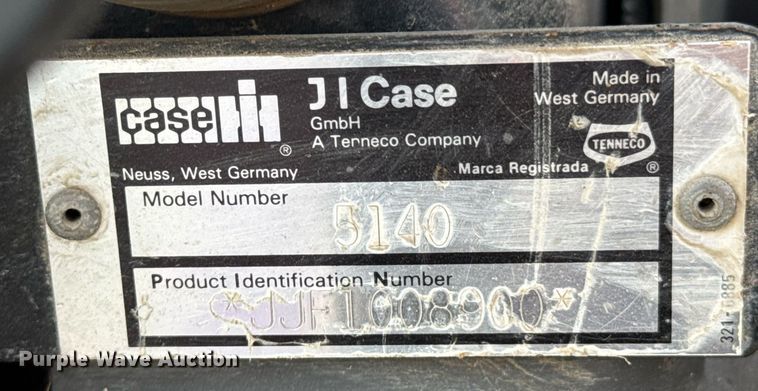 case IH ®
J I Case
GmbH
A Tenneco Company
Made in
West Germany
TENNECO
®
Neuss, West Germany
Marca Registrada
Model Number
5140
Product Identification Number
*JJF1008900*
Purple Wave Auction